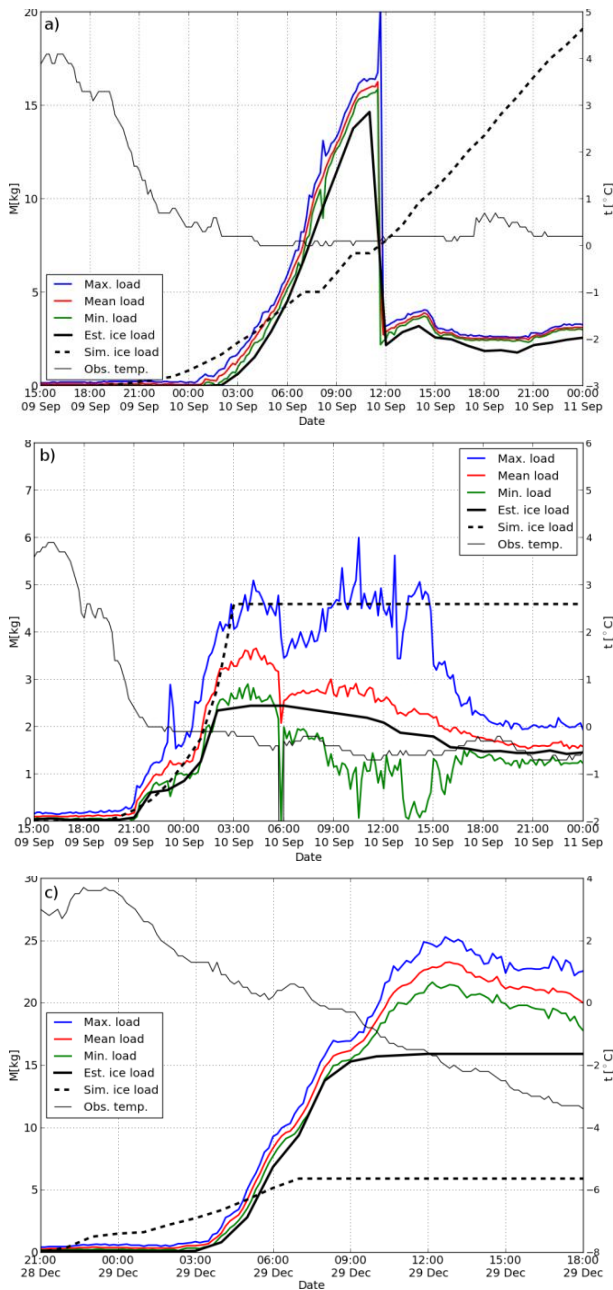 a)
20
15
10
5
0
M[kg]
5
4
3
2
1
0
−1
−2
−3
t [°C]
Max. load
Mean load
Min. load
Est. ice load
Sim. ice load
Obs. temp.
15:00 18:00 21:00 00:00 03:00 06:00 09:00 12:00 15:00 18:00 21:00 00:00
09 Sep 09 Sep 09 Sep 10 Sep 10 Sep 10 Sep 10 Sep 10 Sep 10 Sep 10 Sep 10 Sep 11 Sep
Date
b)
8
7
6
5
4
3
2
1
0
M[kg]
6
5
4
3
2
1
0
−1
−2
t [°C]
Max. load
Mean load
Min. load
Est. ice load
Sim. ice load
Obs. temp.
15:00 18:00 21:00 00:00 03:00 06:00 09:00 12:00 15:00 18:00 21:00 00:00
09 Sep 09 Sep 09 Sep 10 Sep 10 Sep 10 Sep 10 Sep 10 Sep 10 Sep 10 Sep 10 Sep 11 Sep
Date
c)
30
25
20
15
10
5
0
M[kg]
4
2
0
−2
−4
−6
−8
t [°C]
Max. load
Mean load
Min. load
Est. ice load
Sim. ice load
Obs. temp.
21:00 00:00 03:00 06:00 09:00 12:00 15:00 18:00
28 Dec 29 Dec 29 Dec 29 Dec 29 Dec 29 Dec 29 Dec 29 Dec
Date